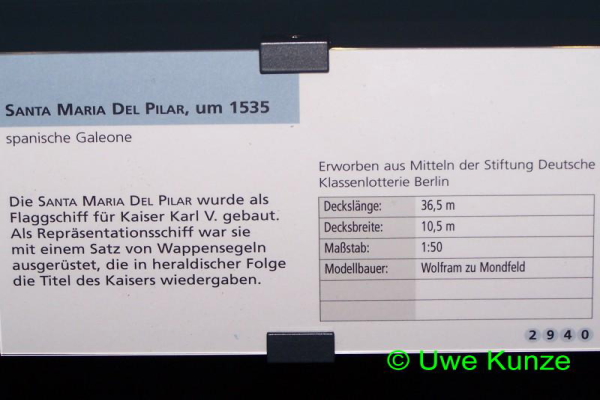 SANTA MARIA DEL PILAR, um 1535
spanische Galeone
Die SANTA MARIA DEL PILAR wurde als
Flaggschiff für Kaiser Karl V. gebaut.
Als Repräsentationsschiff war sie
mit einem Satz von Wappensegeln
ausgerüstet, die in heraldischer Folge
die Titel des Kaisers wiedergaben.
Erworben aus Mitteln der Stiftung Deutsche
Klassenlotterie Berlin
Deckslänge: 36,5 m
Decksbreite: 10,5 m
Maßstab: 1:50
Modellbauer: Wolfram zu Mondfeld
2940
© Uwe Kunze